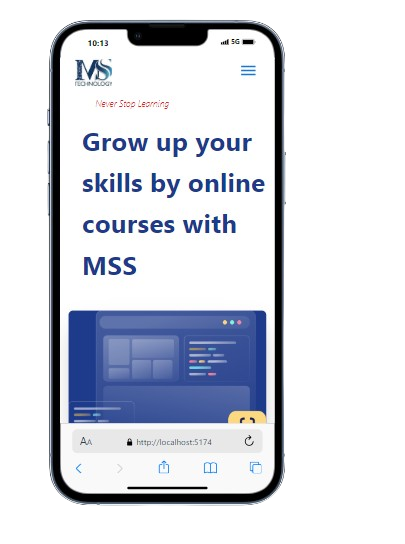 10:13
5G
MS
TECHNOLOGY
Never Stop Learning
Grow up your
skills by online
courses with
MSS
AA
http://localhost:5174